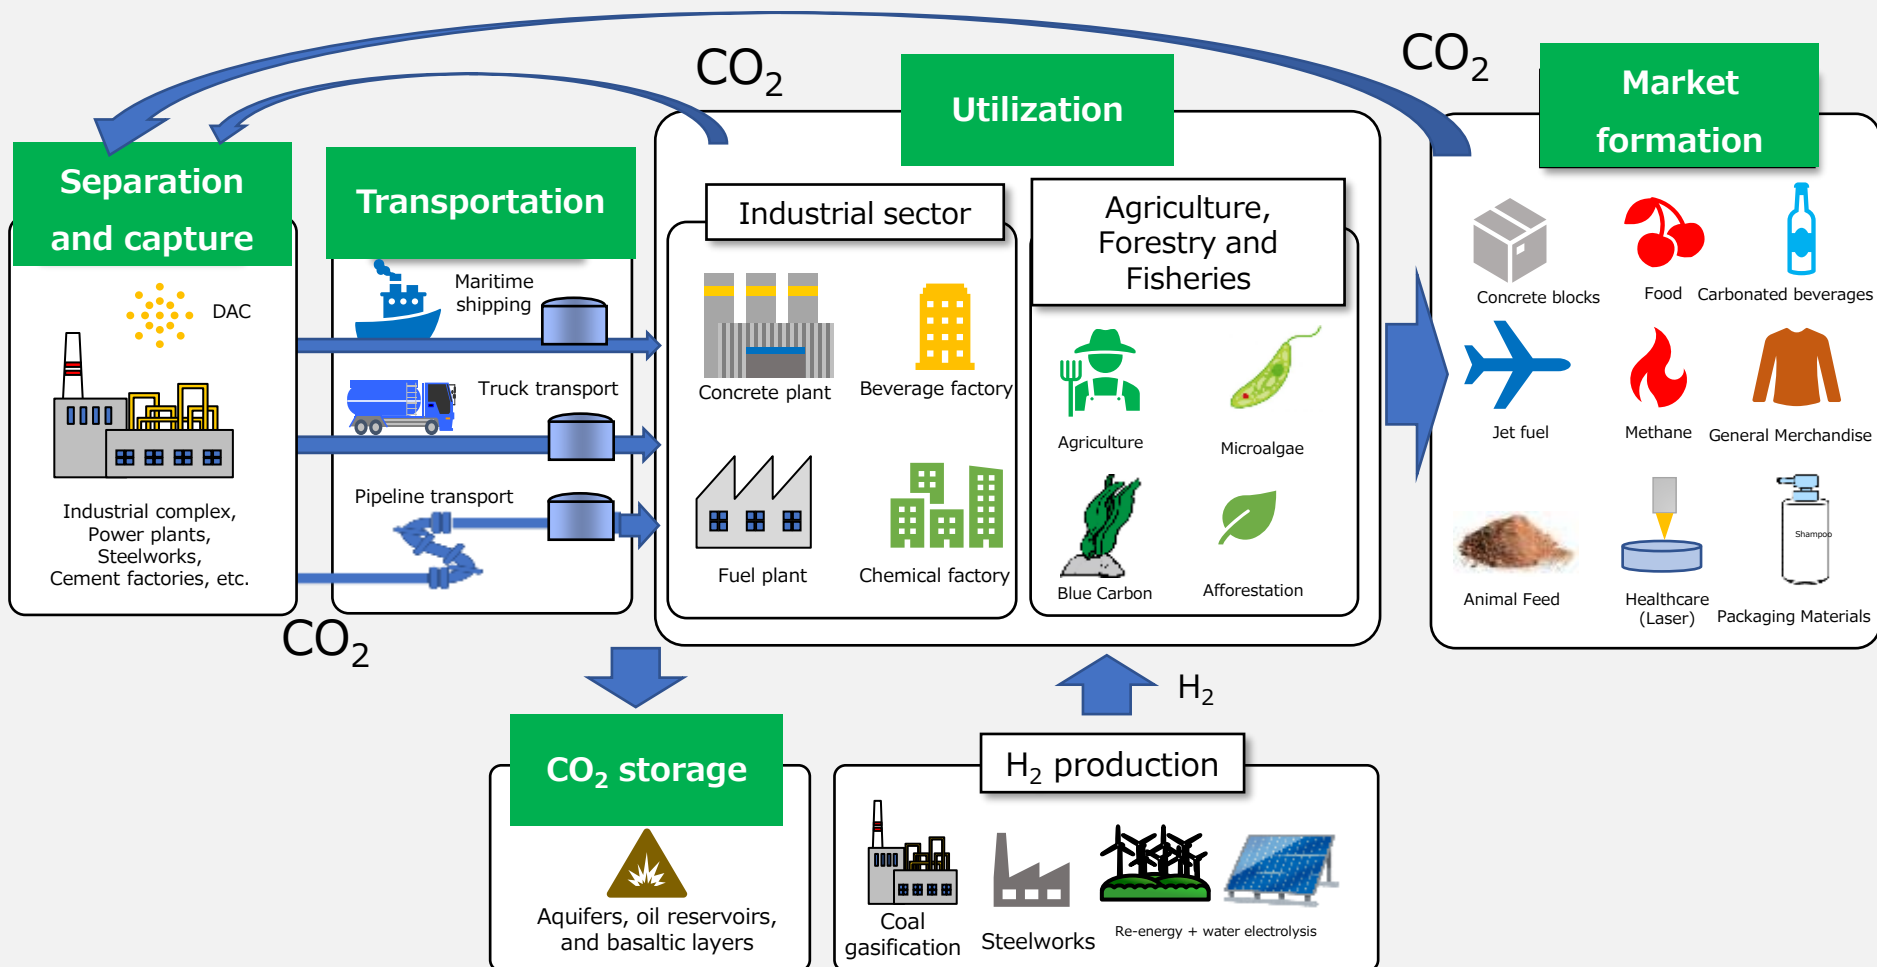 CO₂
CO₂
Separation
and capture
DAC
Industrial complex,
Power plants,
Steelworks,
Cement factories, etc.
CO₂
Transportation
Maritime
shipping
Truck transport
Pipeline transport
Utilization
Industrial sector
Concrete plant
Beverage factory
Fuel plant
Chemical factory
Agriculture,
Forestry and
Fisheries
Agriculture
Microalgae
Blue Carbon
Afforestation
Market
formation
Concrete blocks
Food
Carbonated beverages
Jet fuel
Methane
General Merchandise
Animal Feed
Healthcare
(Laser)
Shampoo
Packaging Materials
CO₂ storage
Aquifers, oil reservoirs,
and basaltic layers
H₂
H₂ production
Coal
gasification
Steelworks
Re-energy + water electrolysis